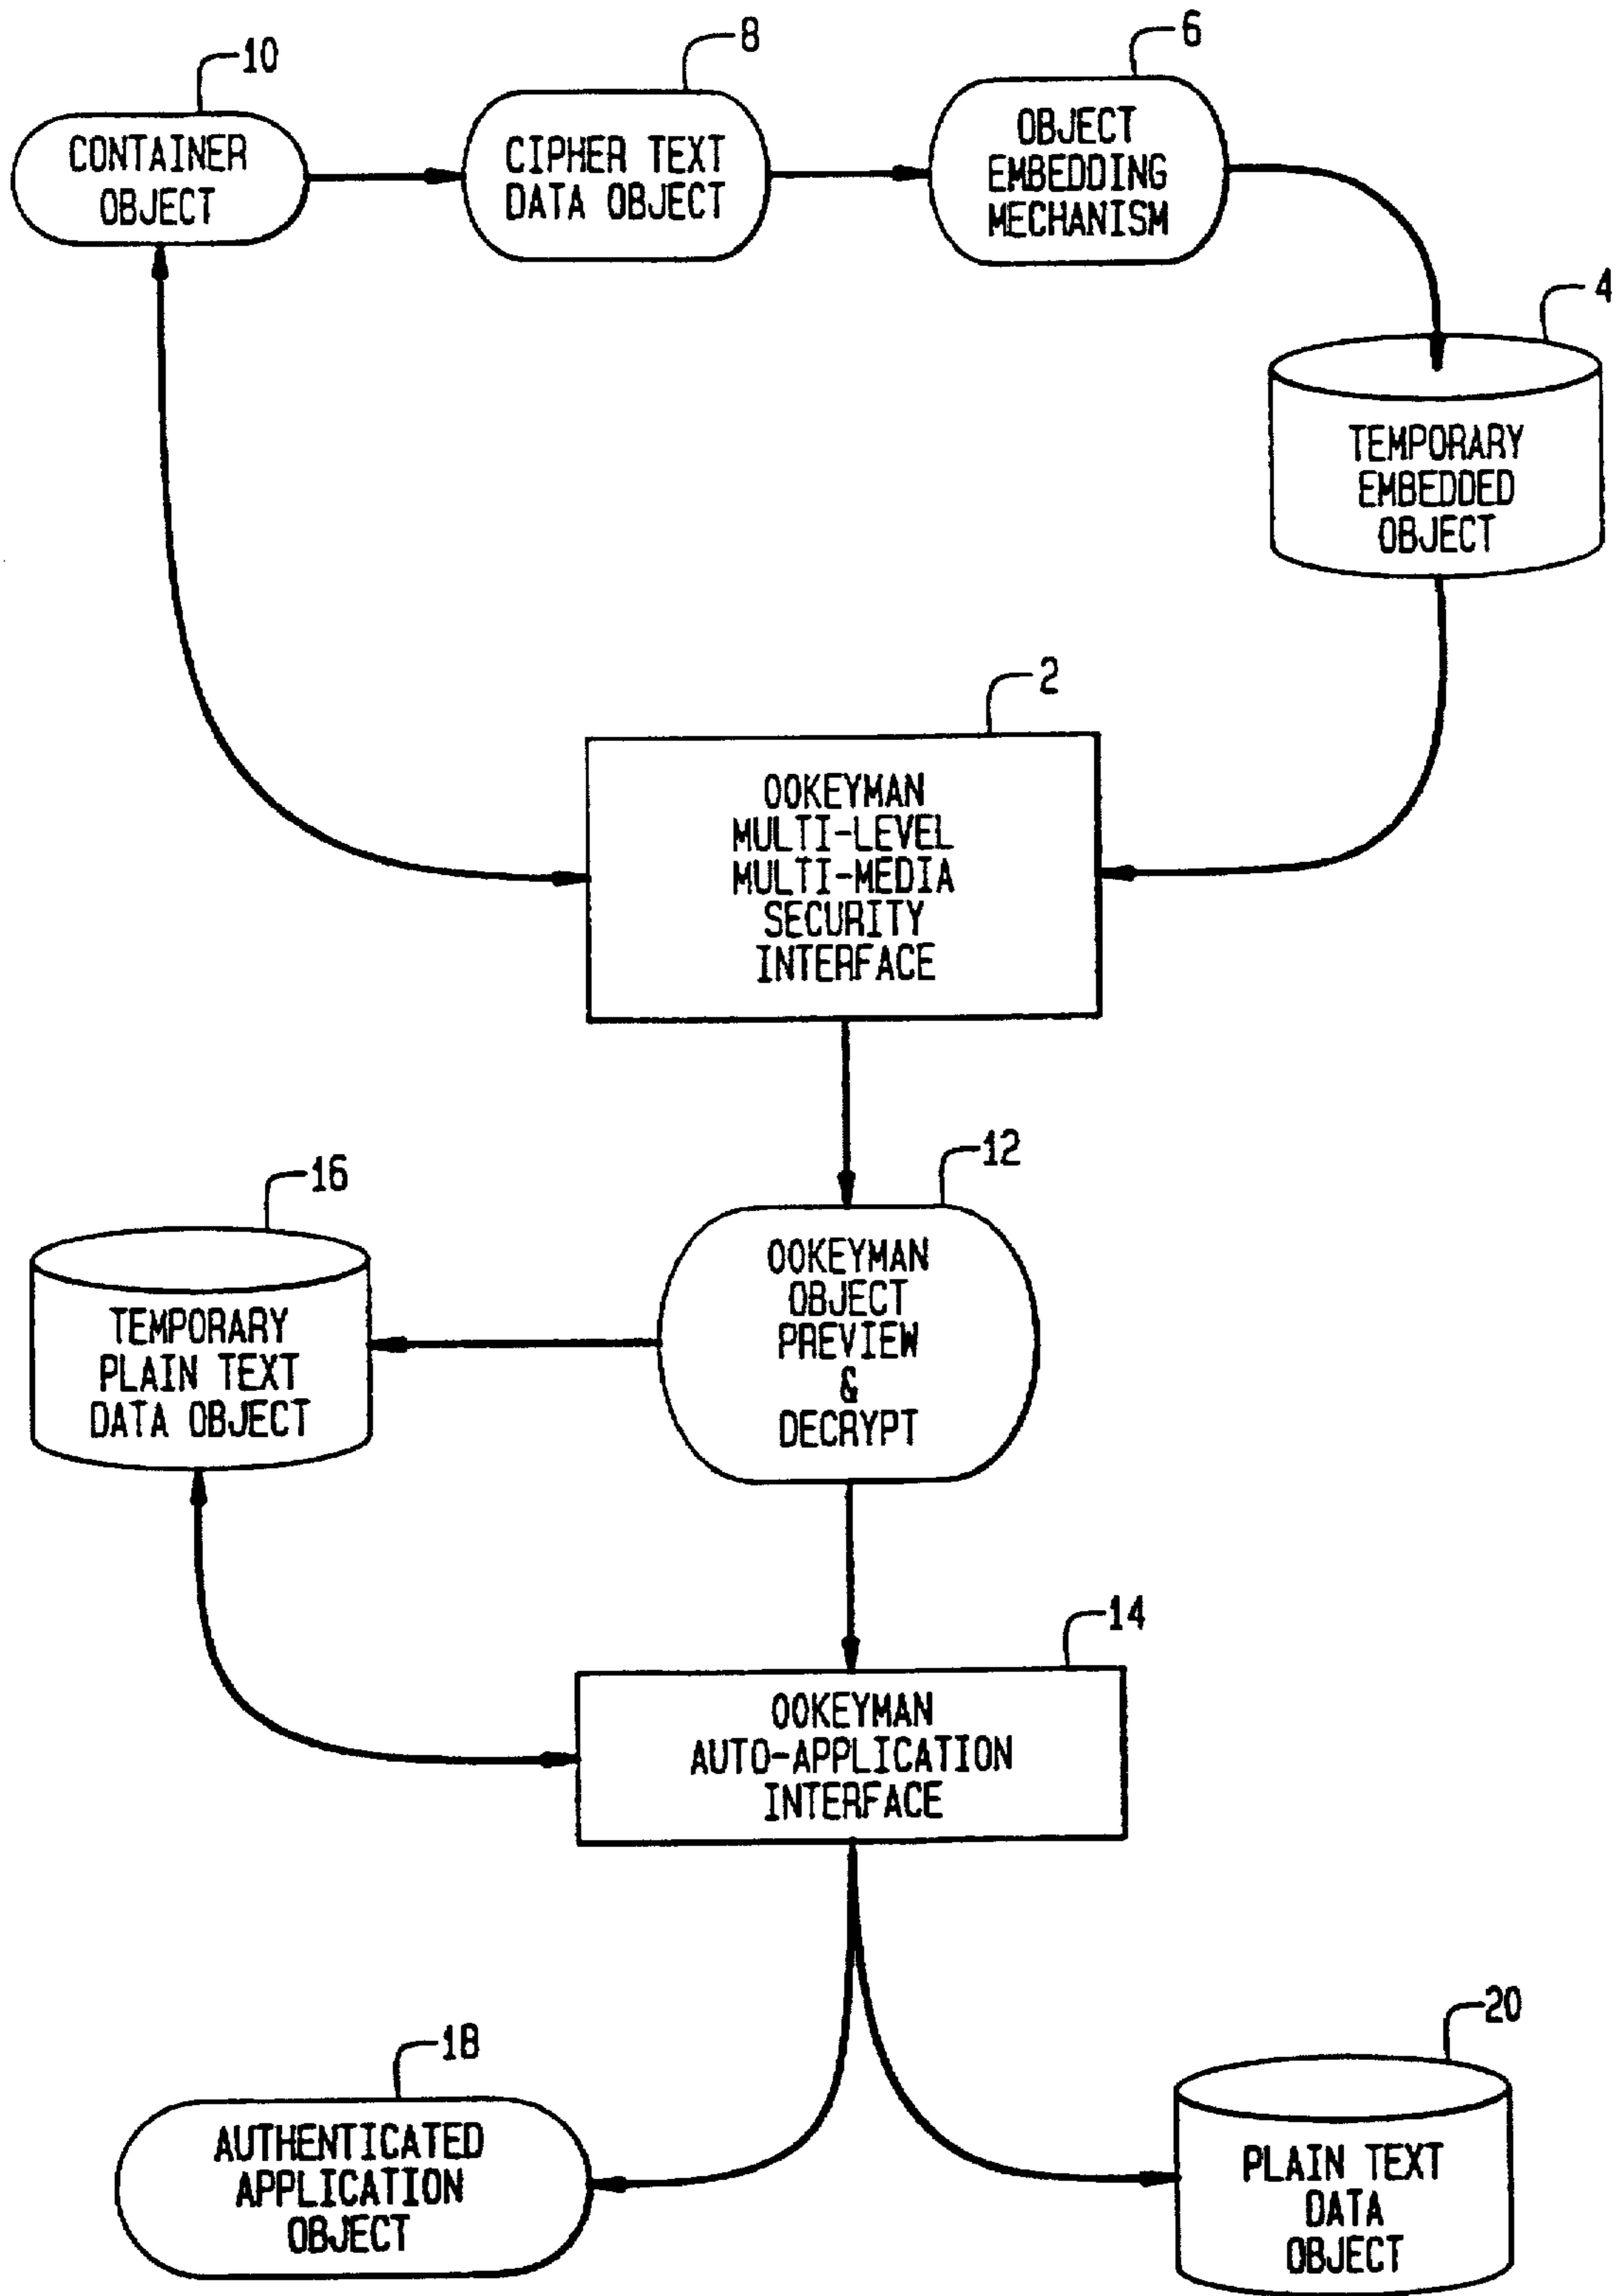 10
CONTAINER
OBJECT
8
CIPHER TEXT
DATA OBJECT
6
OBJECT
EMBEDDING
MECHANISM
4
TEMPORARY
EMBEDDED
OBJECT
2
OOKEYMAN
MULTI-LEVEL
MULTI-MEDIA
SECURITY
INTERFACE
12
OOKEYMAN
OBJECT
PREVIEW
&
DECRYPT
16
TEMPORARY
PLAIN TEXT
DATA OBJECT
14
OOKEYMAN
AUTO-APPLICATION
INTERFACE
18
AUTHENTICATED
APPLICATION
OBJECT
20
PLAIN TEXT
DATA
OBJECT